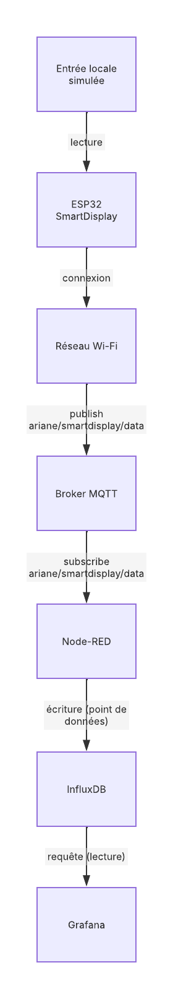 Entrée locale
simulée
lecture
ESP32
SmartDisplay
connexion
Réseau Wi-Fi
publish
ariane/smartdisplay/data
Broker MQTT
subscribe
ariane/smartdisplay/data
Node-RED
écriture (point de
données)
InfluxDB
requête (lecture)
Grafana